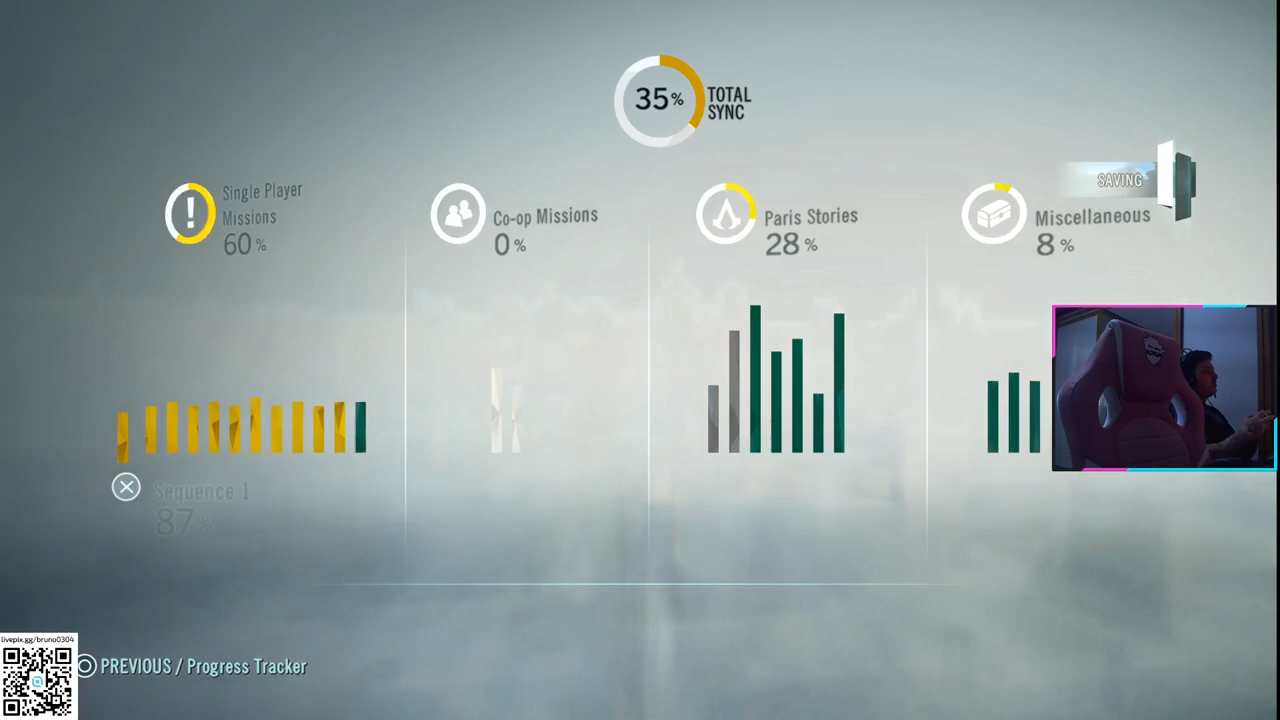 35%
TOTAL
SYNC
SAVING
Single Player
Missions
60 %
Co-op Missions
0 %
Paris Stories
28 %
Miscellaneous
8 %
Sequence 1
87 %
livepix.gg/bruno0304
PREVIOUS / Progress Tracker